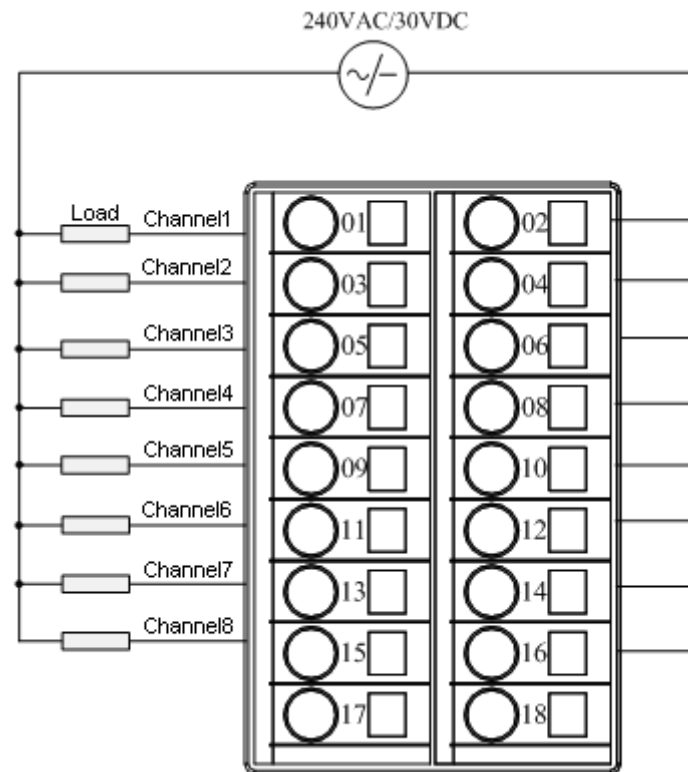 240VAC/30VDC
Load Channel1 01 02
Channel2 03 04
Channel3 05 06
Channel4 07 08
Channel5 09 10
Channel6 11 12
Channel7 13 14
Channel8 15 16
17 18